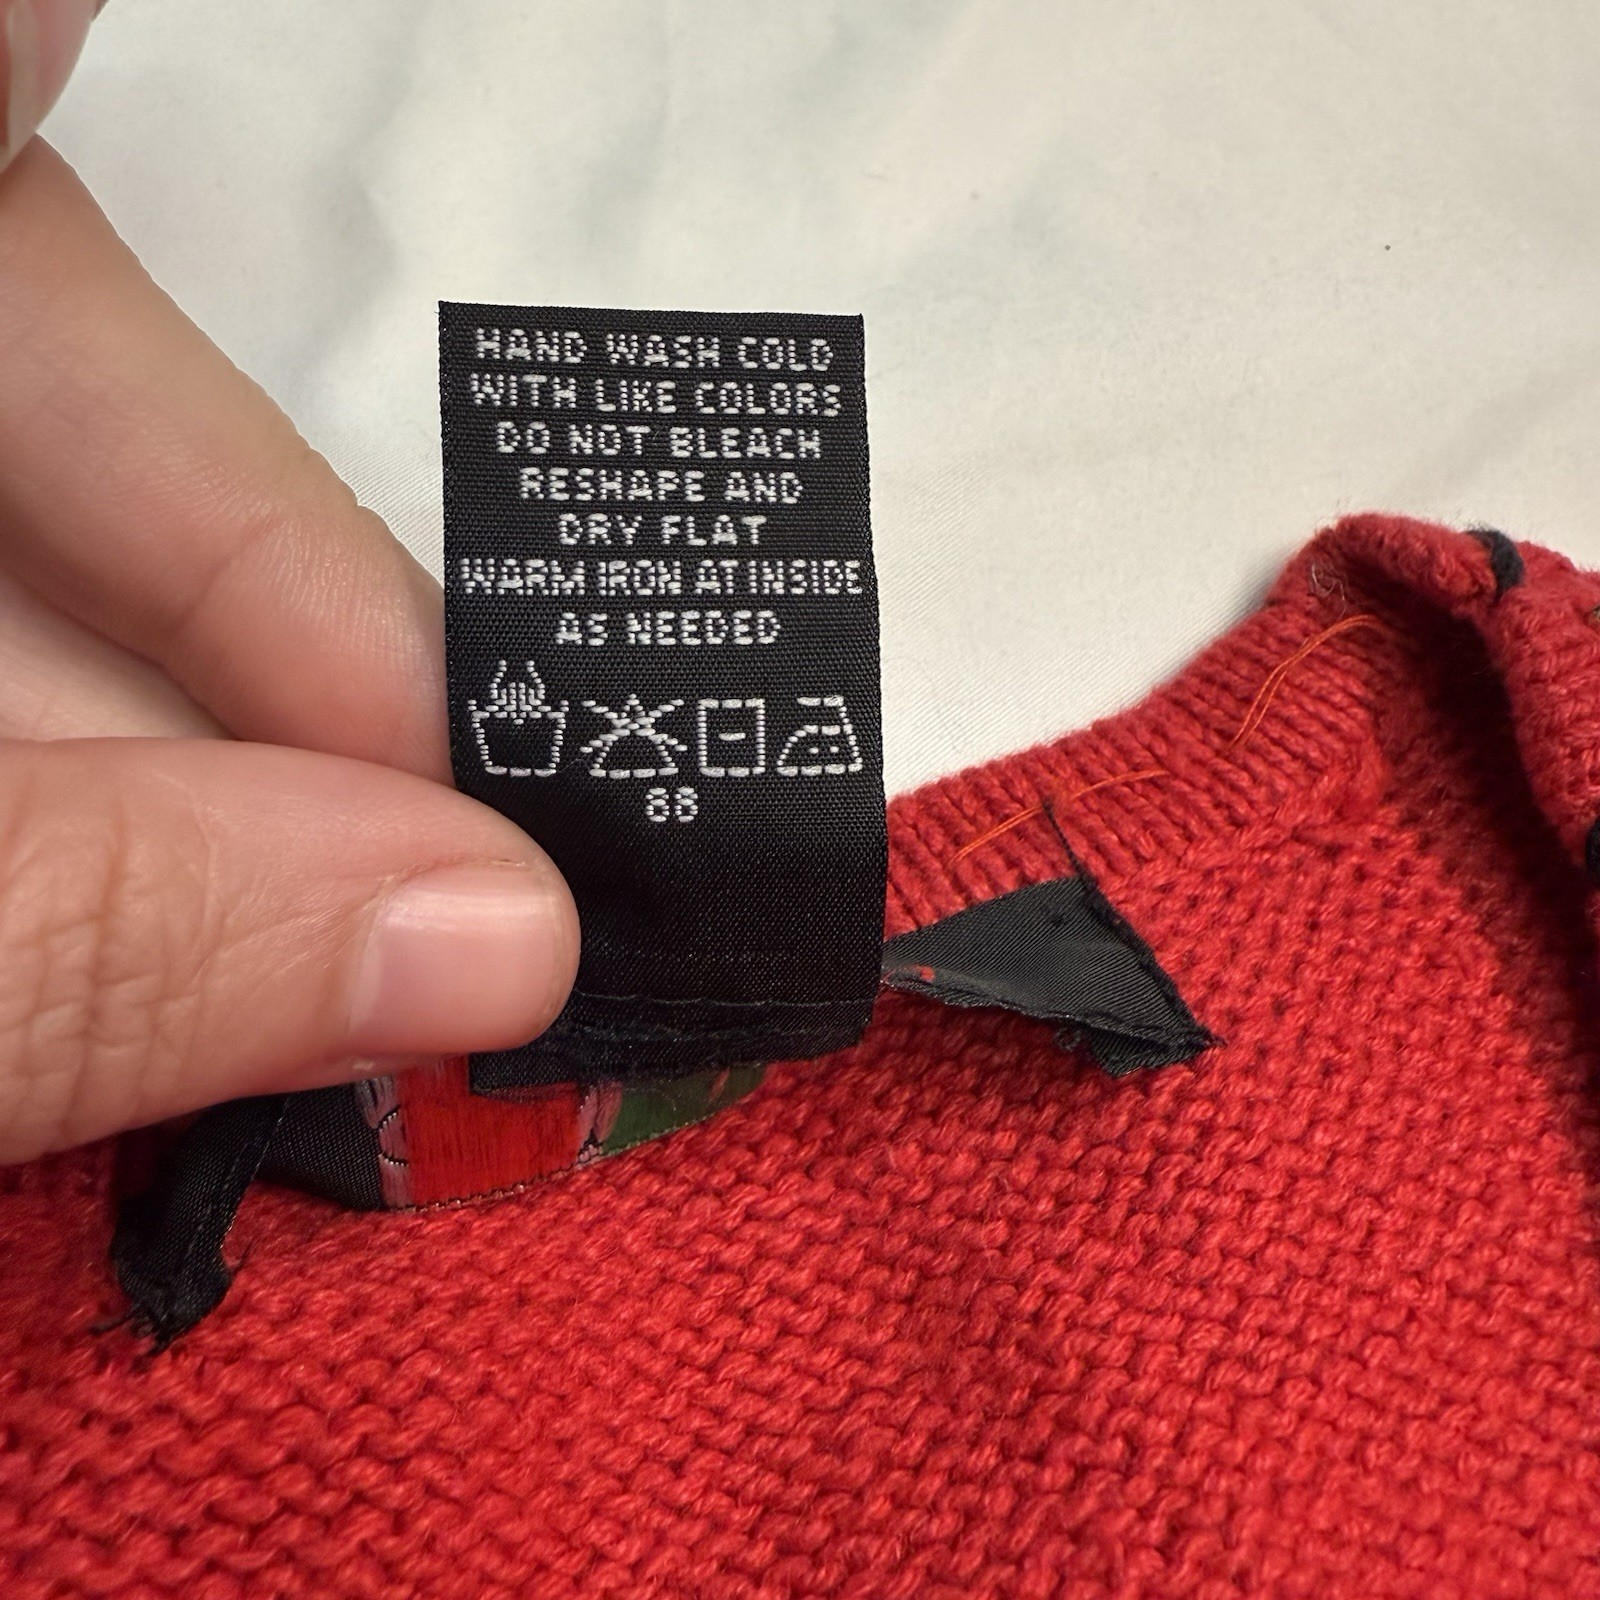 HAND WASH COLD
WITH LIKE COLORS
DO NOT BLEACH
RESHAPE AND
DRY FLAT
WARM IRON AT INSIDE
AS NEEDED
88